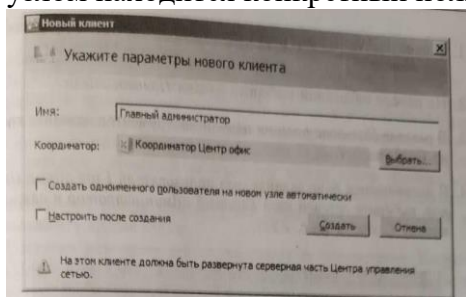 Новый клиент
Укажите параметры нового клиента
Имя:
Главный администратор
Координатор:
Координатор Центр офис
Выбрать...
Создать одноименного пользователя на новом узле автоматически
Настроить после создания
Создать
Отмена
На этом клиенте должна быть развернута серверная часть Центра управления
сетью.